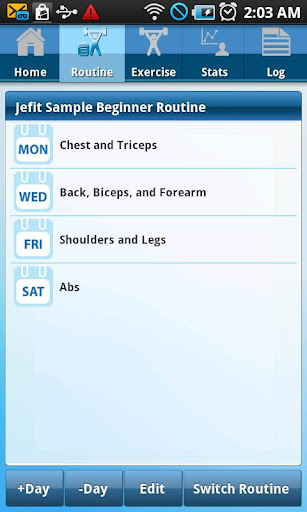 2:03 AM
Home Routine Exercise Stats Log
Jefit Sample Beginner Routine
MON Chest and Triceps
WED Back, Biceps, and Forearm
FRI Shoulders and Legs
SAT Abs
+Day -Day Edit Switch Routine